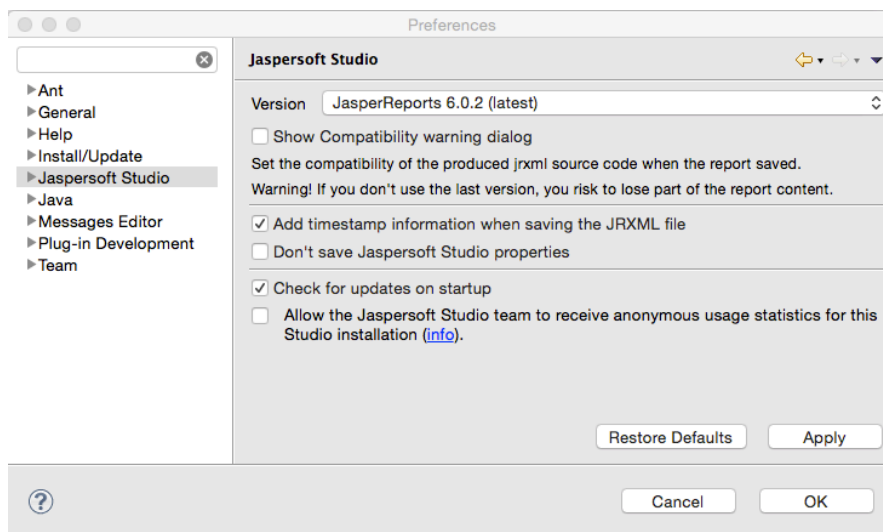 Preferences
Jaspersoft Studio
Ant
General
Help
Install/Update
Jaspersoft Studio
Java
Messages Editor
Plug-in Development
Team
Version JasperReports 6.0.2 (latest)
Show Compatibility warning dialog
Set the compatibility of the produced jrxml source code when the report saved.
Warning! If you don't use the last version, you risk to lose part of the report content.
Add timestamp information when saving the JRXML file
Don't save Jaspersoft Studio properties
Check for updates on startup
Allow the Jaspersoft Studio team to receive anonymous usage statistics for this
Studio installation (info).
Restore Defaults Apply
? Cancel OK